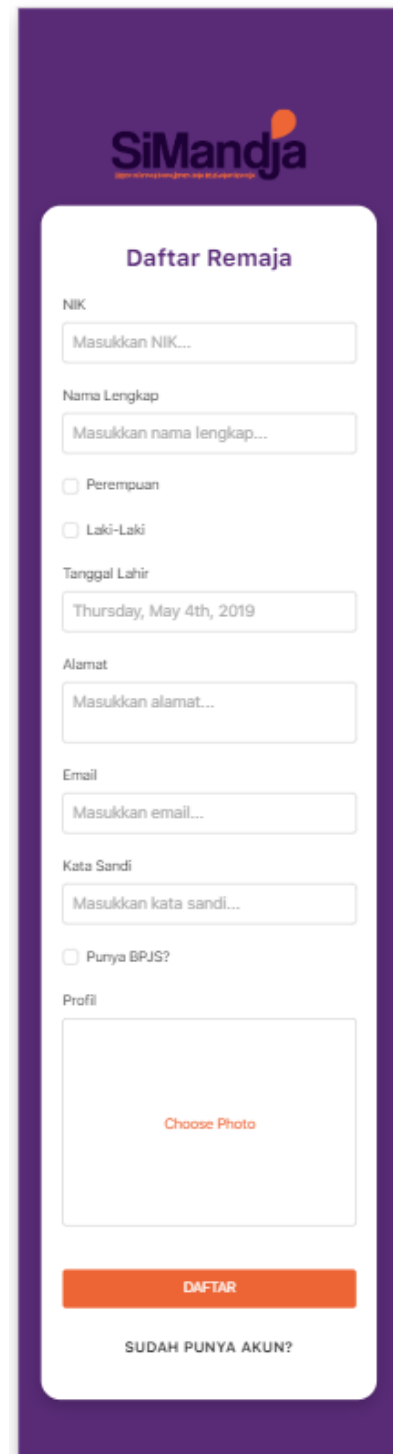 SiMandja
Daftar Remaja
NIK
Masukkan NIK...
Nama Lengkap
Masukkan nama lengkap...
Perempuan
Laki-Laki
Tanggal Lahir
Thursday, May 4th, 2019
Alamat
Masukkan alamat...
Email
Masukkan email...
Kata Sandi
Masukkan kata sandi...
Punya BPJS?
Profil
Choose Photo
DAFTAR
SUDAH PUNYA AKUN?